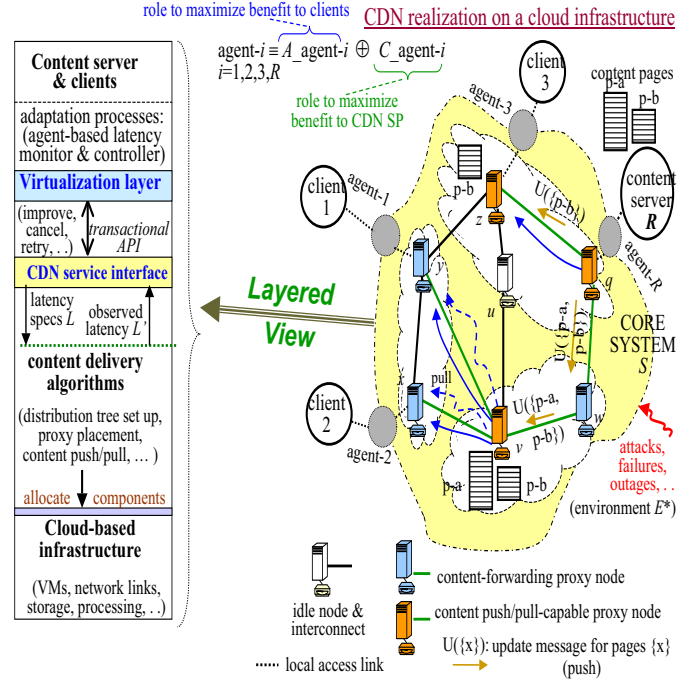 role to maximize benefit to clients
CDN realization on a cloud infrastructure
agent-i ≡ A_agent-i ⊕ C_agent-i
i=1,2,3,R
role to maximize
benefit to CDN SP
Content server
& clients
adaptation processes:
(agent-based latency
monitor & controller)
Virtualization layer
(improve,
cancel,
retry, . .)
transactional
API
CDN service interface
latency
specs L
observed
latency L'
content delivery
algorithms
(distribution tree set up,
proxy placement,
content push/pull, … )
allocate components
Cloud-based
infrastructure
(VMs, network links,
storage, processing, . .)
Layered
View
client
3
agent-3
content pages
p-a
p-b
client
1
agent-1
p-b
z
U({p-b})
content
server
R
agent-R
y
q
u
U({p-a,
p-b})
CORE
SYSTEM
S
x
pull
client
2
agent-2
U({p-a,
p-b})
w
v
p-a
p-b
attacks,
failures,
outages, . .
(environment E*)
idle node &
interconnect
content-forwarding proxy node
content push/pull-capable proxy node
U({x}): update message for pages {x}
(push)
local access link